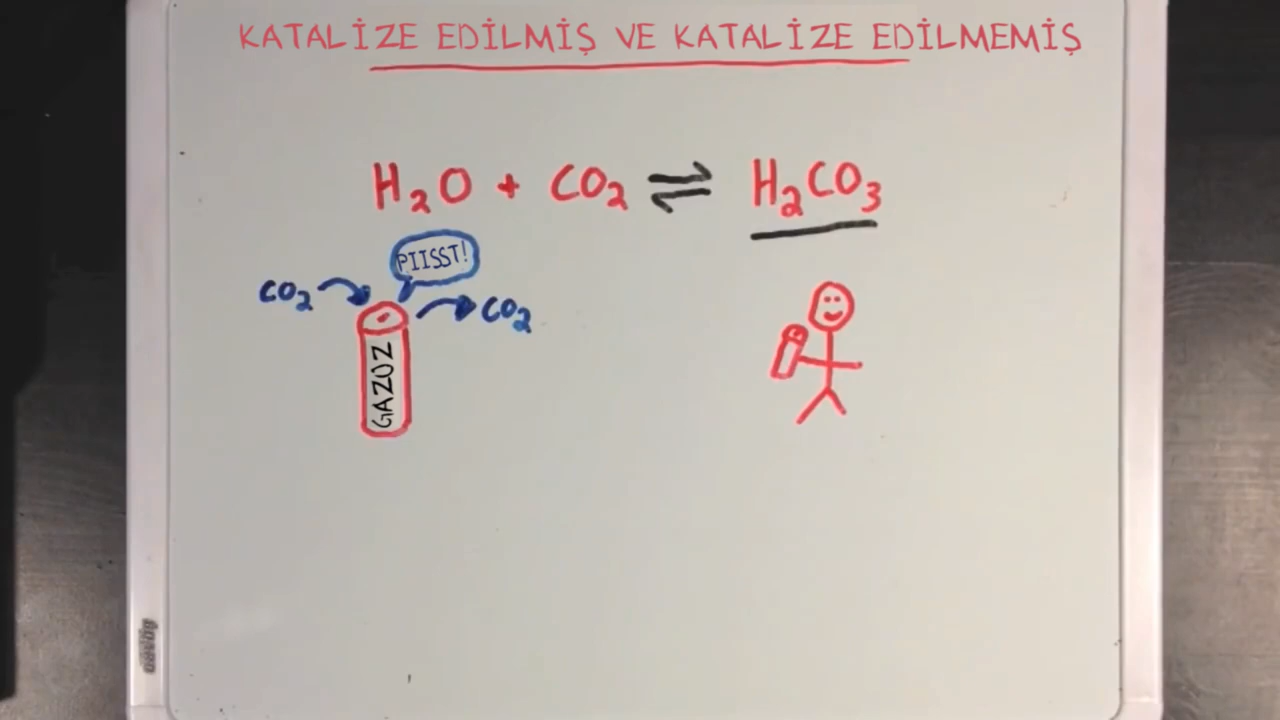 KATALİZE EDİLMİŞ VE KATALİZE EDİLMEMİŞ
H₂O + CO₂ ⇌ H₂CO₃
PIISST!
CO₂
CO₂
GAZOZ